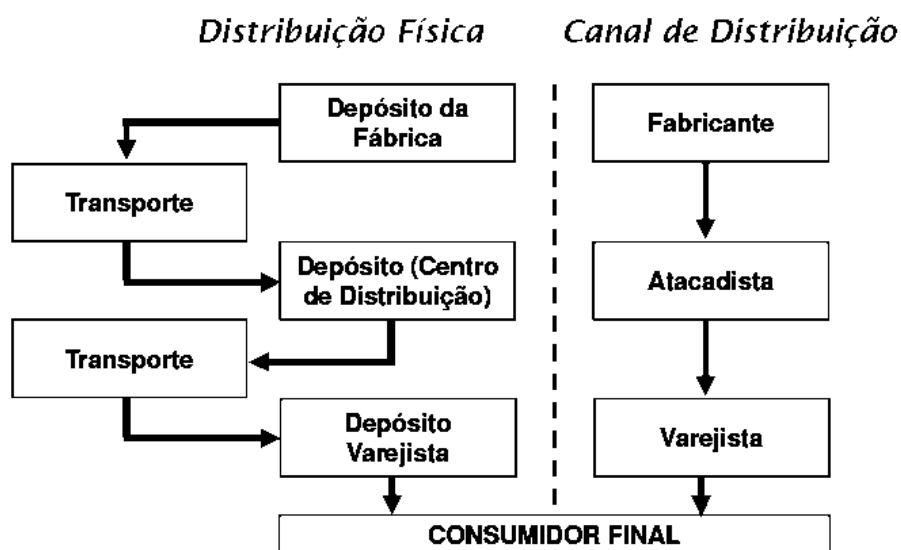 Distribuição Física
Canal de Distribuição
Depósito da
Fábrica
Fabricante
Transporte
Depósito (Centro
de Distribuição)
Atacadista
Transporte
Depósito
Varejista
Varejista
CONSUMIDOR FINAL